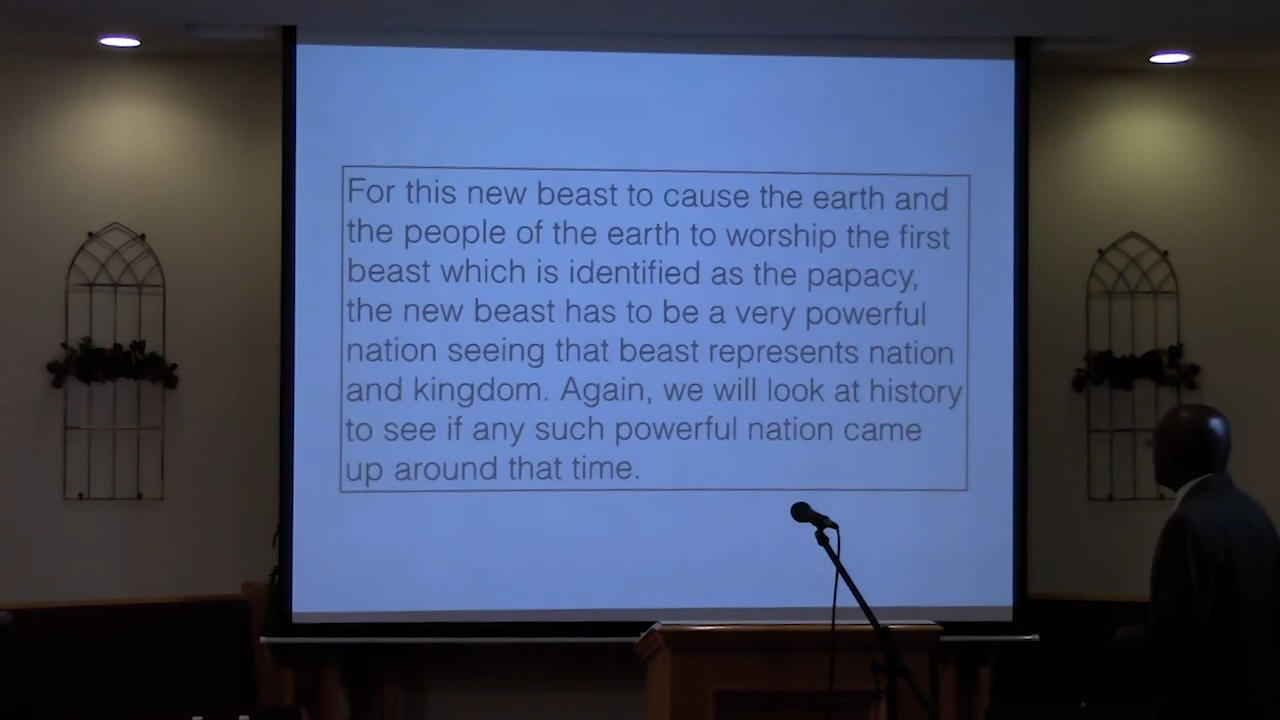 For this new beast to cause the earth and
the people of the earth to worship the first
beast which is identified as the papacy,
the new beast has to be a very powerful
nation seeing that beast represents nation
and kingdom. Again, we will look at history
to see if any such powerful nation came
up around that time.